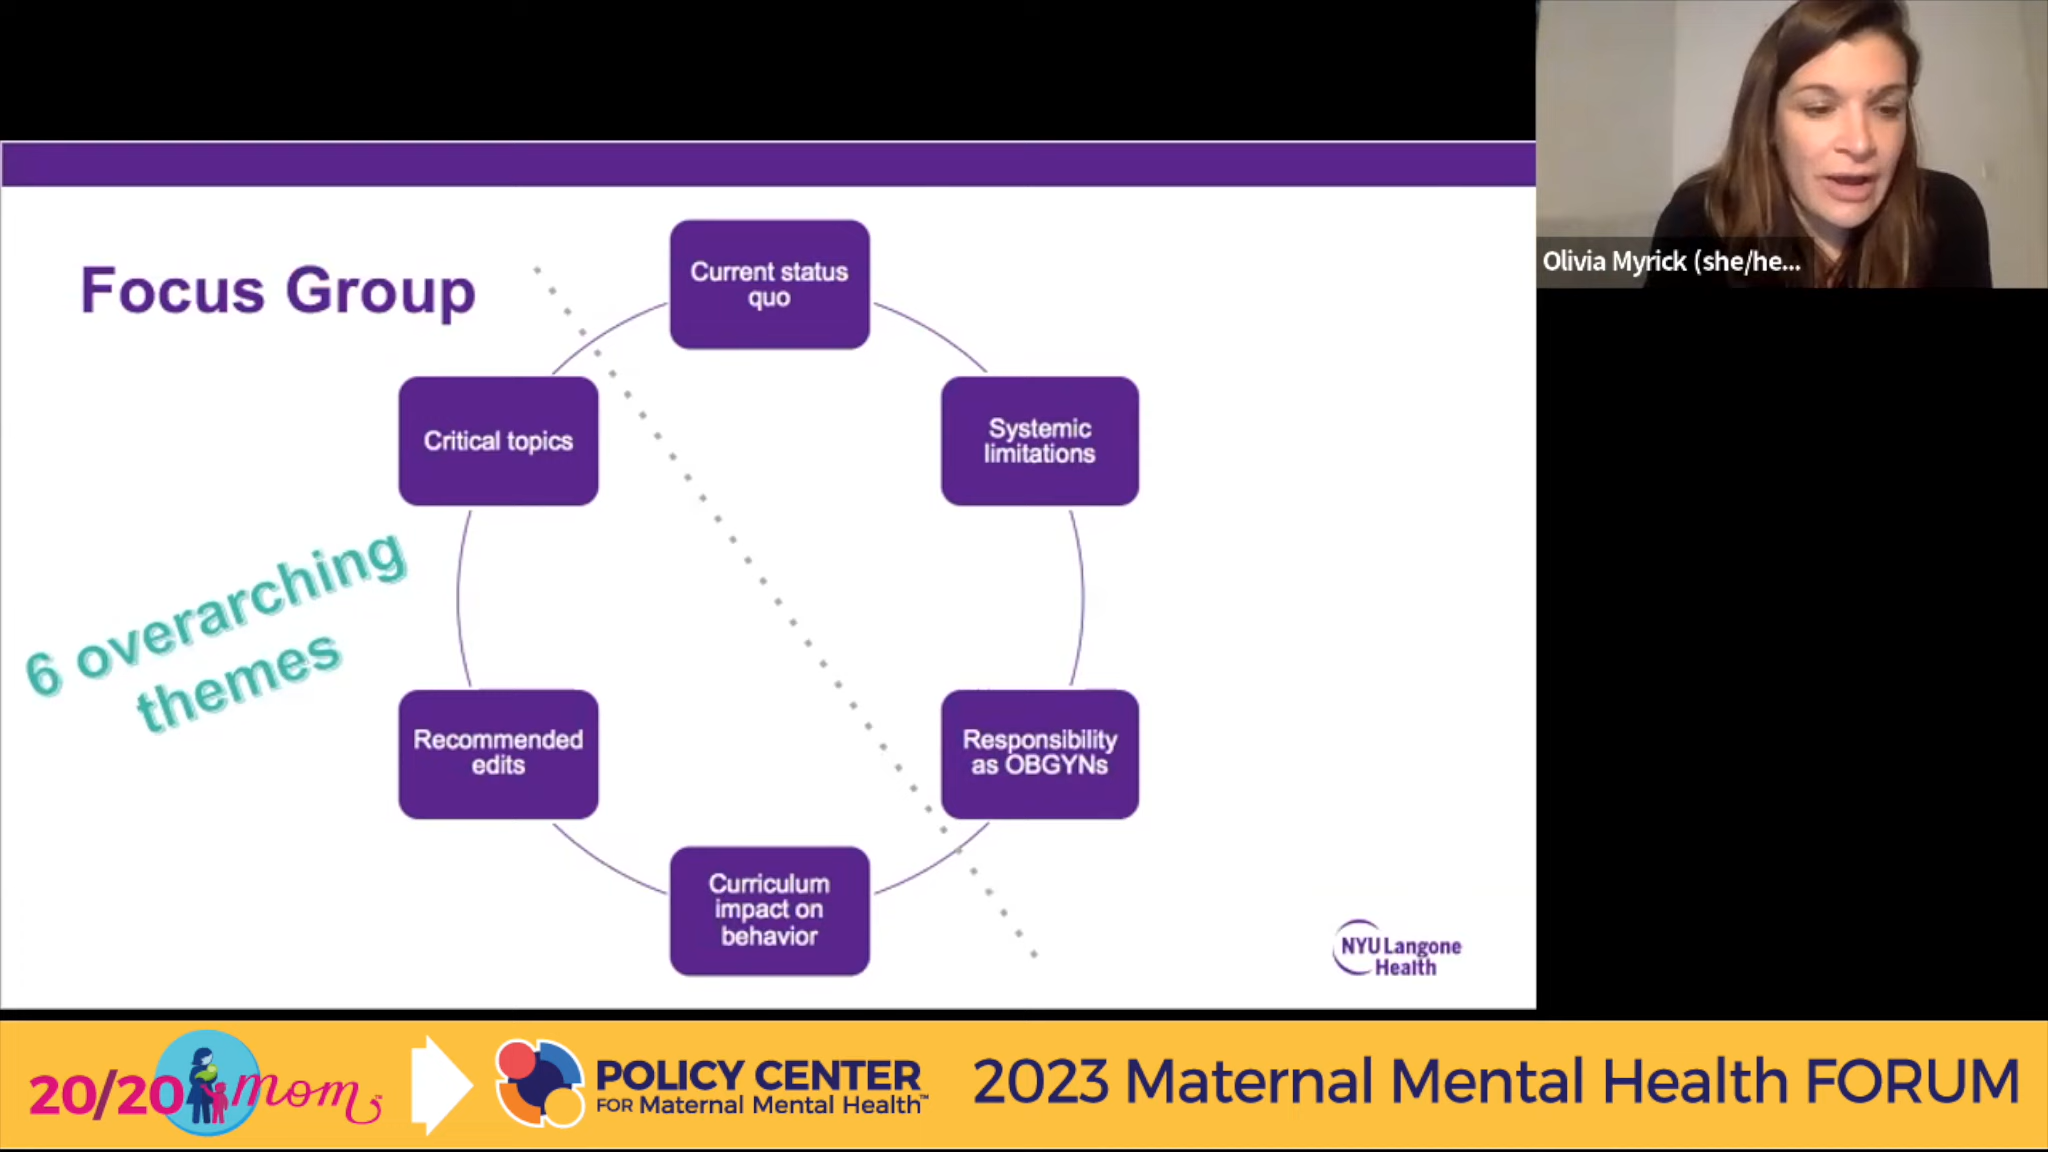 Focus Group
Current status
quo
Systemic
limitations
Responsibility
as OBGYNs
Curriculum
impact on
behavior
Recommended
edits
Critical topics
6 overarching
themes
NYU Langone
Health
Olivia Myrick (she/he...
20/20 mom™
POLICY CENTER
FOR Maternal Mental Health™
2023 Maternal Mental Health FORUM